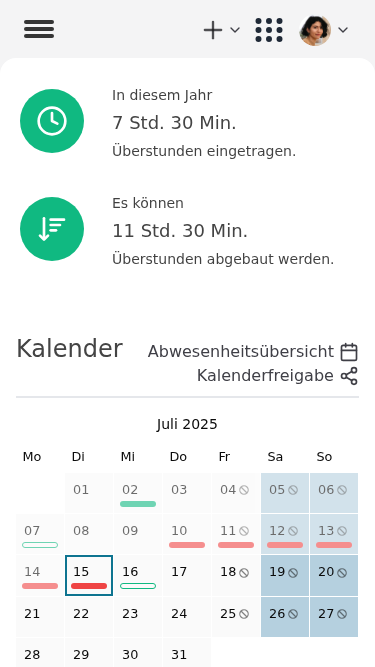 In diesem Jahr
7 Std. 30 Min.
Überstunden eingetragen.
Es können
11 Std. 30 Min.
Überstunden abgebaut werden.
Kalender
Abwesenheitsübersicht
Kalenderfreigabe
Juli 2025
Mo Di Mi Do Fr Sa So
01 02 03 04 05 06
07 08 09 10 11 12 13
14 15 16 17 18 19 20
21 22 23 24 25 26 27
28 29 30 31